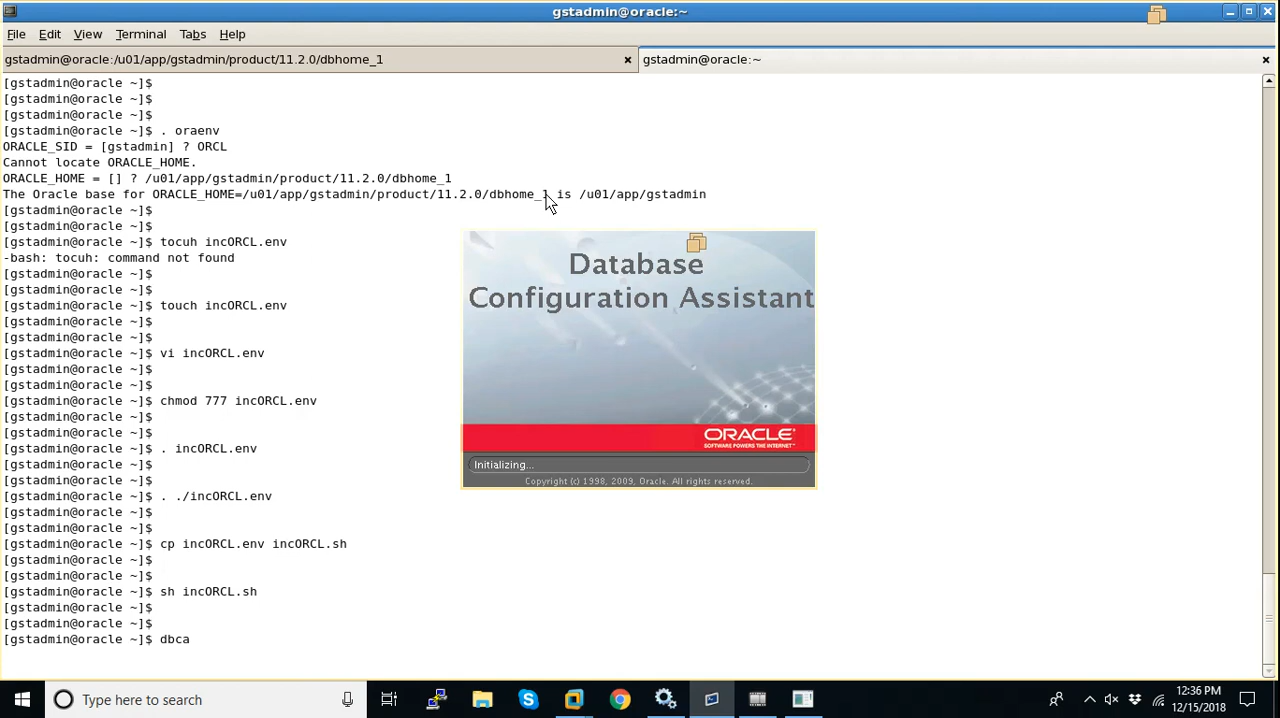 gstadmin@oracle:~
File Edit View Terminal Tabs Help
gstadmin@oracle:/u01/app/gstadmin/product/11.2.0/dbhome_1
gstadmin@oracle:~
[gstadmin@oracle ~]$
[gstadmin@oracle ~]$
[gstadmin@oracle ~]$
[gstadmin@oracle ~]$ . oraenv
ORACLE_SID = [gstadmin] ? ORCL
Cannot locate ORACLE_HOME.
ORACLE_HOME = [] ? /u01/app/gstadmin/product/11.2.0/dbhome_1
The Oracle base for ORACLE_HOME=/u01/app/gstadmin/product/11.2.0/dbhome_1 is /u01/app/gstadmin
[gstadmin@oracle ~]$
[gstadmin@oracle ~]$
[gstadmin@oracle ~]$ tocuh incORCL.env
-bash: tocuh: command not found
[gstadmin@oracle ~]$
[gstadmin@oracle ~]$
[gstadmin@oracle ~]$ touch incORCL.env
[gstadmin@oracle ~]$
[gstadmin@oracle ~]$
[gstadmin@oracle ~]$ vi incORCL.env
[gstadmin@oracle ~]$
[gstadmin@oracle ~]$
[gstadmin@oracle ~]$ chmod 777 incORCL.env
[gstadmin@oracle ~]$
[gstadmin@oracle ~]$
[gstadmin@oracle ~]$ . incORCL.env
[gstadmin@oracle ~]$
[gstadmin@oracle ~]$
[gstadmin@oracle ~]$ . ./incORCL.env
[gstadmin@oracle ~]$
[gstadmin@oracle ~]$
[gstadmin@oracle ~]$ cp incORCL.env incORCL.sh
[gstadmin@oracle ~]$
[gstadmin@oracle ~]$
[gstadmin@oracle ~]$ sh incORCL.sh
[gstadmin@oracle ~]$
[gstadmin@oracle ~]$
[gstadmin@oracle ~]$ dbca
Database
Configuration Assistant
ORACLE
SOFTWARE POWERS THE INTERNET
Initializing...
Copyright (c) 1998, 2009, Oracle. All rights reserved.
Type here to search
12:36 PM
12/15/2018